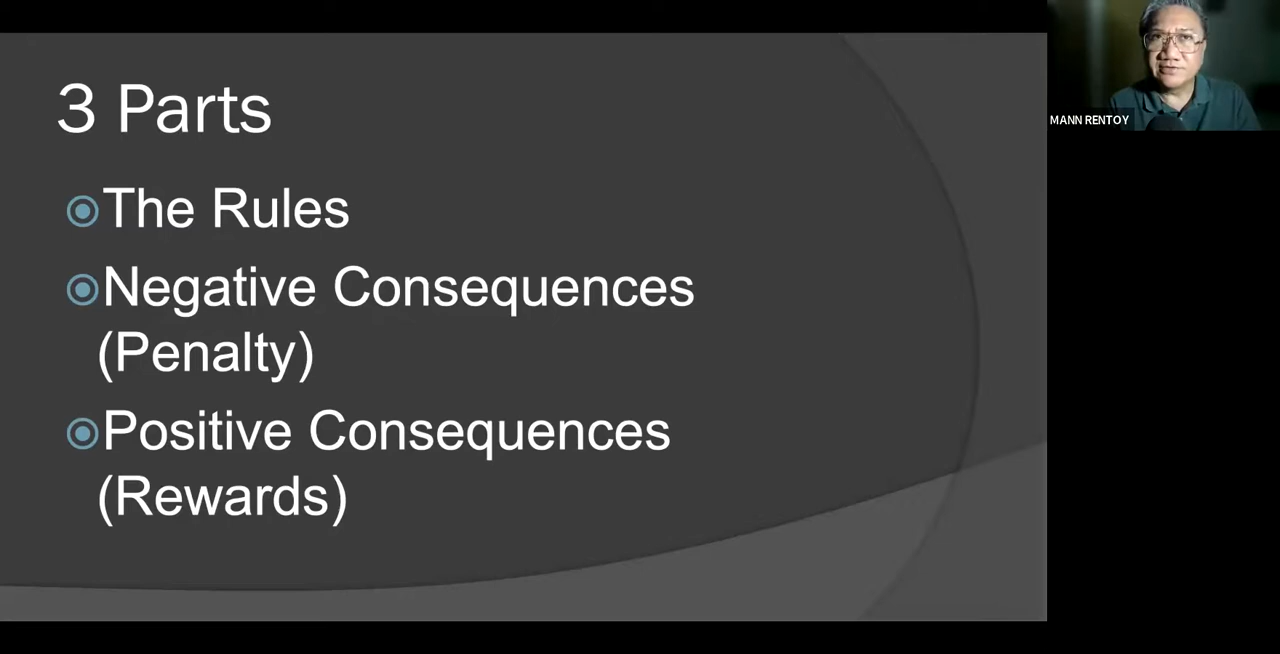 3 Parts
The Rules
Negative Consequences
(Penalty)
Positive Consequences
(Rewards)
MANN RENTOY